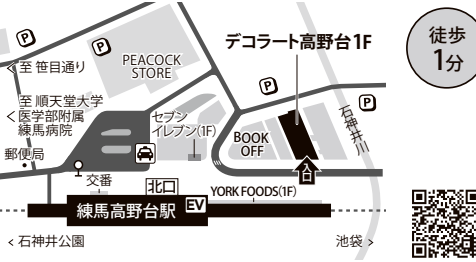 デコラート高野台1F
徒歩
1分
P
P
至 笹目通り
PEACOCK
STORE
P
P
至 順天堂大学
医学部附属
練馬病院
セブン
イレブン(1F)
BOOK
OFF
石神井川
郵便局
入口
交番
北口
YORK FOODS(1F)
練馬高野台駅
EV
< 石神井公園
池袋 >